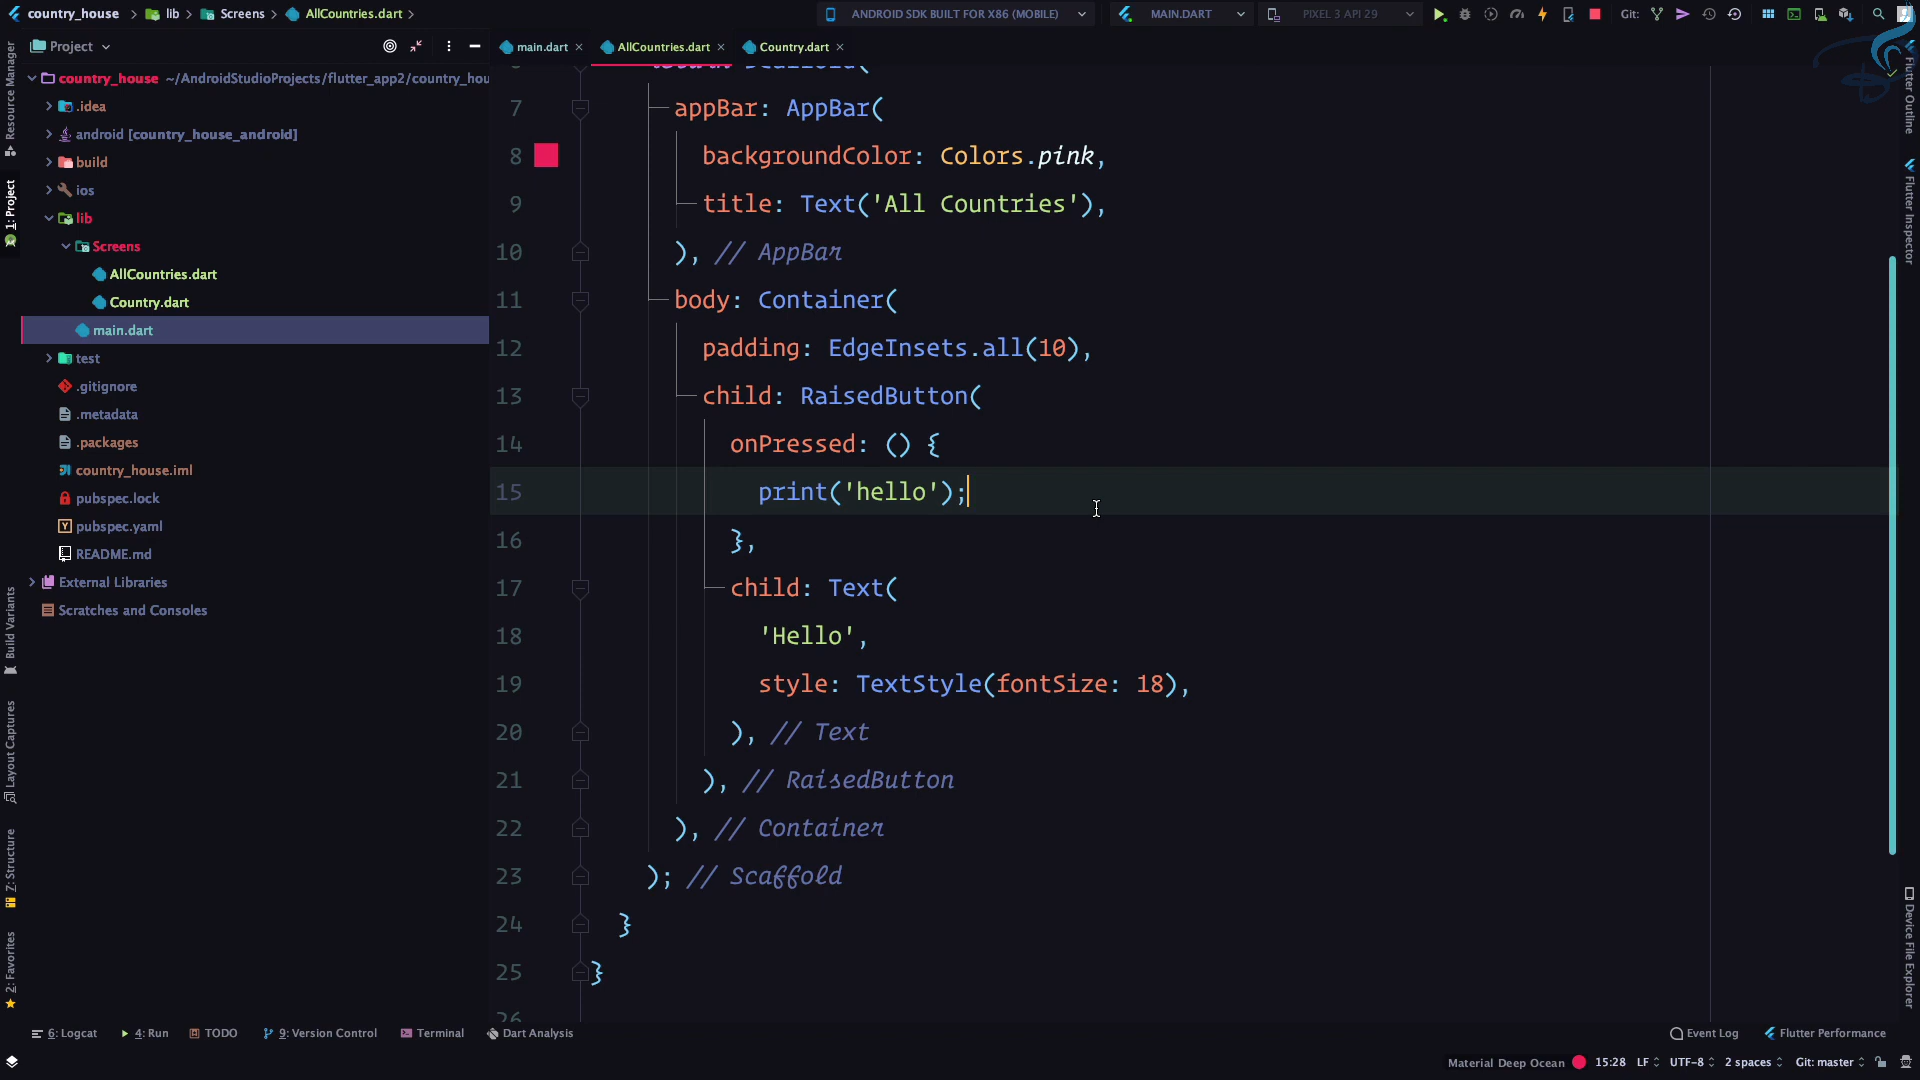 country_house
lib
Screens
AllCountries.dart
ANDROID SDK BUILT FOR X86 (MOBILE)
MAIN.DART
PIXEL 3 API 29
Git:
Project
main.dart
AllCountries.dart
Country.dart
country_house ~/AndroidStudioProjects/flutter_app2/country_hou
.idea
android [country_house_android]
build
ios
lib
Screens
AllCountries.dart
Country.dart
main.dart
test
.gitignore
.metadata
.packages
country_house.iml
pubspec.lock
pubspec.yaml
README.md
External Libraries
Scratches and Consoles
Resource Manager
1: Project
Build Variants
Layout Captures
Z: Structure
2: Favorites
7 appBar: AppBar(
8 backgroundColor: Colors.pink,
9 title: Text('All Countries'),
10 ), // AppBar
11 body: Container(
12 padding: EdgeInsets.all(10),
13 child: RaisedButton(
14 onPressed: () {
15 print('hello');
16 },
17 child: Text(
18 'Hello',
19 style: TextStyle(fontSize: 18),
20 ), // Text
21 ), // RaisedButton
22 ), // Container
23 ); // Scaffold
24 }
25 }
26
Flutter Outline
Flutter Inspector
Device File Explorer
6: Logcat
4: Run
TODO
9: Version Control
Terminal
Dart Analysis
Event Log
Flutter Performance
Material Deep Ocean
15:28
LF
UTF-8
2 spaces
Git: master